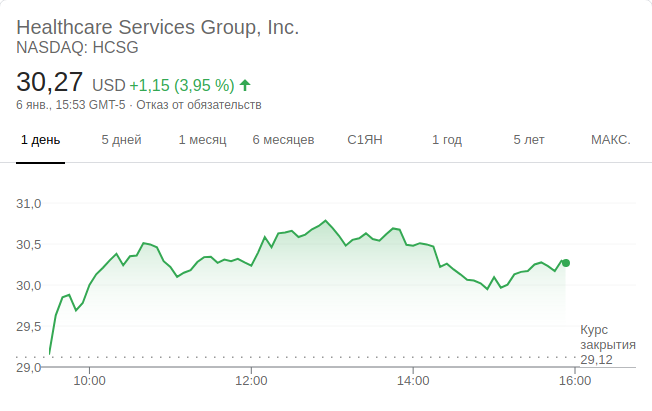 Healthcare Services Group, Inc.
NASDAQ: HCSG
30,27 USD +1,15 (3,95 %)
6 янв., 15:53 GMT-5 · Отказ от обязательств
1 день 5 дней 1 месяц 6 месяцев С1ЯН 1 год 5 лет МАКС.
31,0
30,5
30,0
29,5
29,0
Курс
закрытия
29,12
10:00 12:00 14:00 16:00